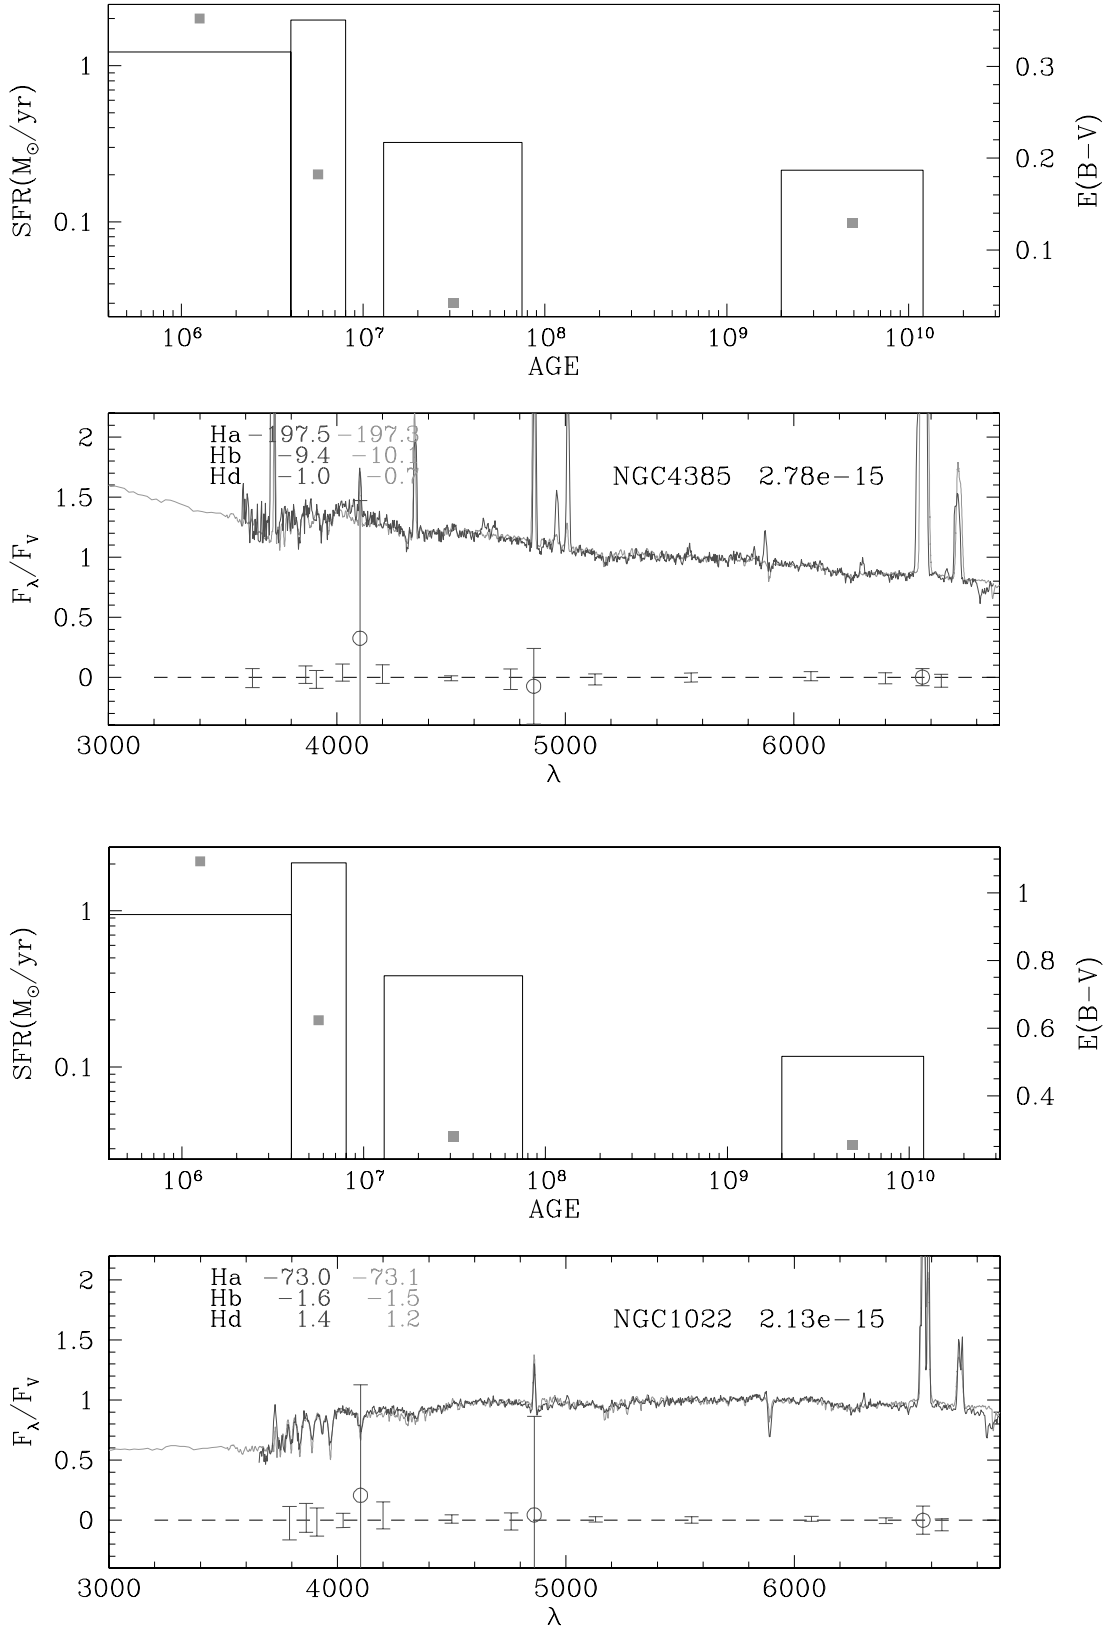 1
0.1
SFR(M☉/yr)
0.3
0.2
0.1
E(B−V)
10⁶ 10⁷ 10⁸ 10⁹ 10¹⁰
AGE
2
1.5
1
0.5
0
Fλ/FV
Ha −197.5 −197.3
Hb −9.4 −10.1
Hd −1.0 −0.7
NGC4385 2.78e−15
3000 4000 5000 6000
λ
1
0.1
SFR(M☉/yr)
1
0.8
0.6
0.4
E(B−V)
10⁶ 10⁷ 10⁸ 10⁹ 10¹⁰
AGE
2
1.5
1
0.5
0
Fλ/FV
Ha −73.0 −73.1
Hb −1.6 −1.5
Hd 1.4 1.2
NGC1022 2.13e−15
3000 4000 5000 6000
λ